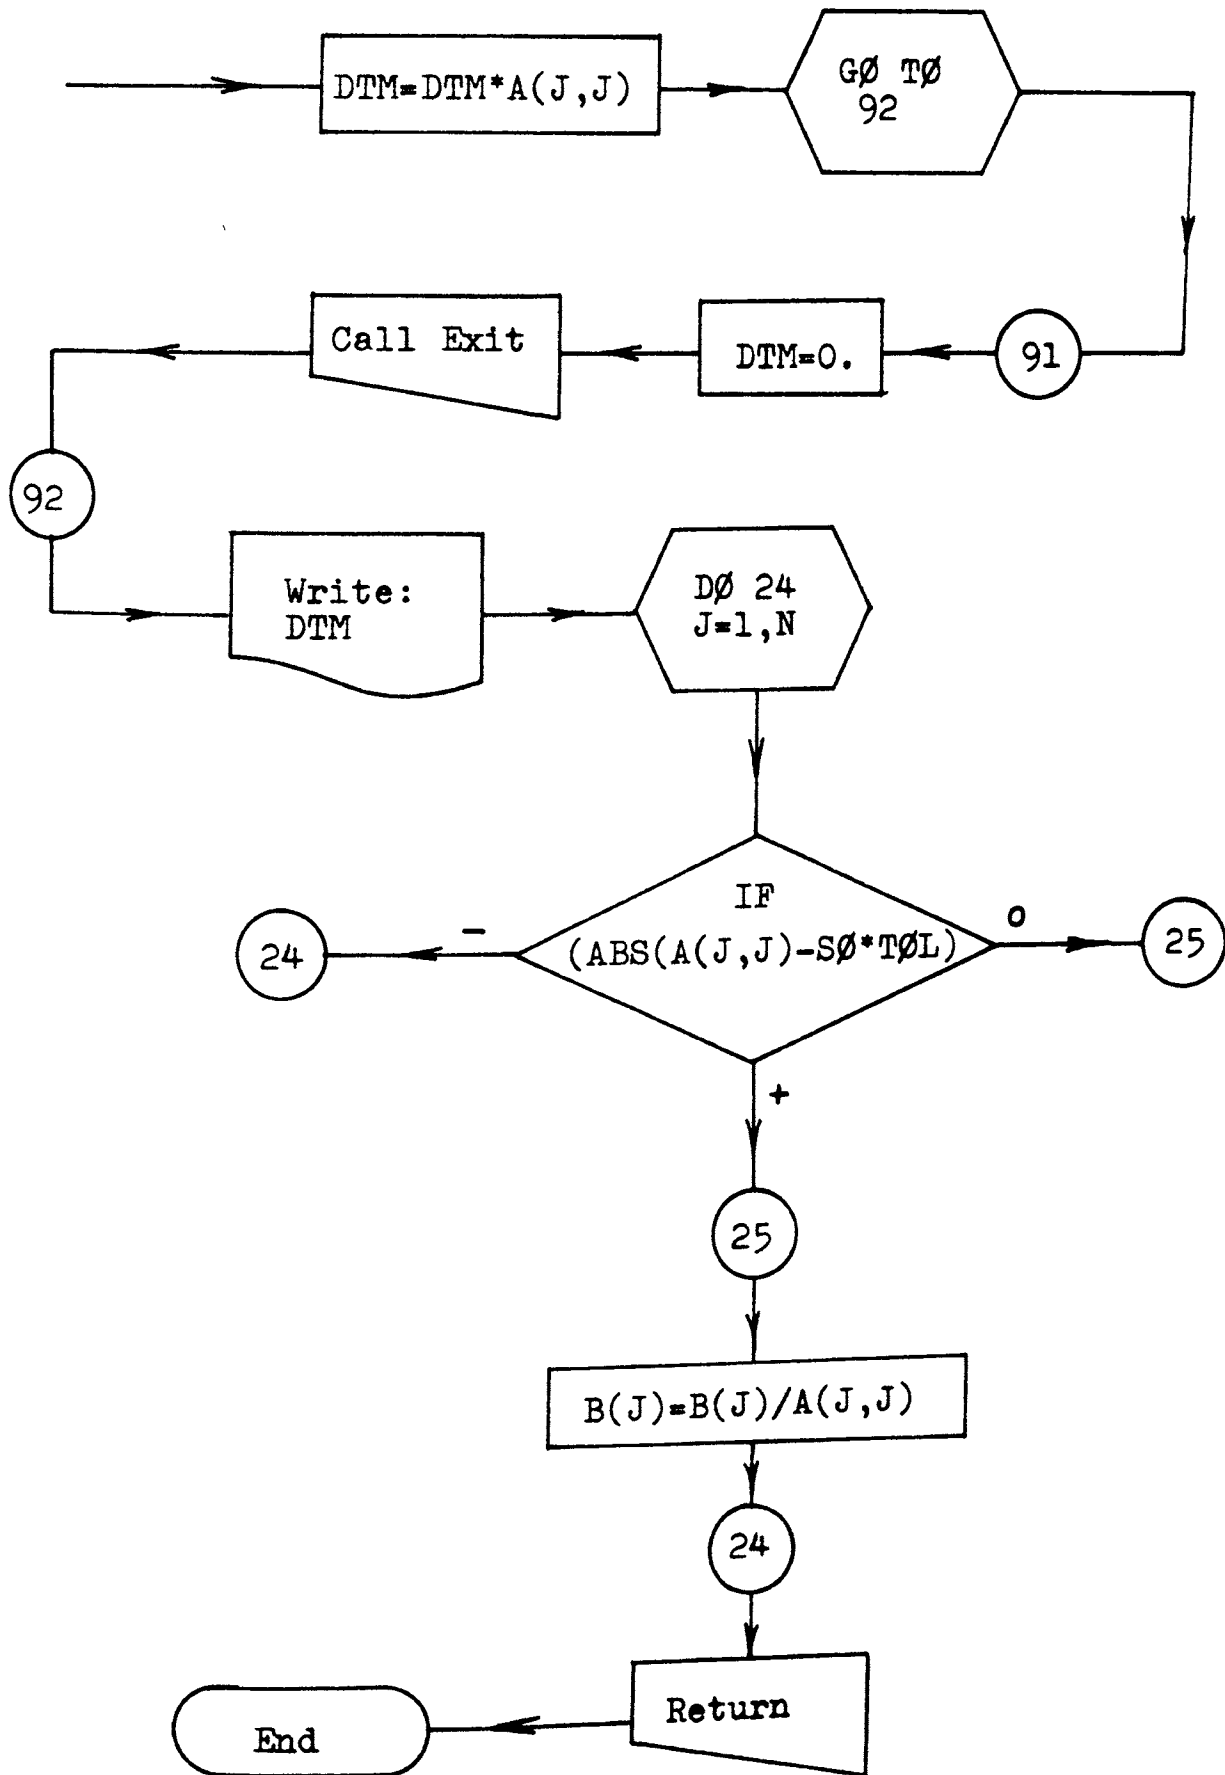 DTM=DTM*A(J,J)
GØ TØ
92
Call Exit
DTM=0.
91
92
Write:
DTM
DØ 24
J=1,N
IF
(ABS(A(J,J)-SØ*TØL)
-
0
24
25
+
25
B(J)=B(J)/A(J,J)
24
Return
End